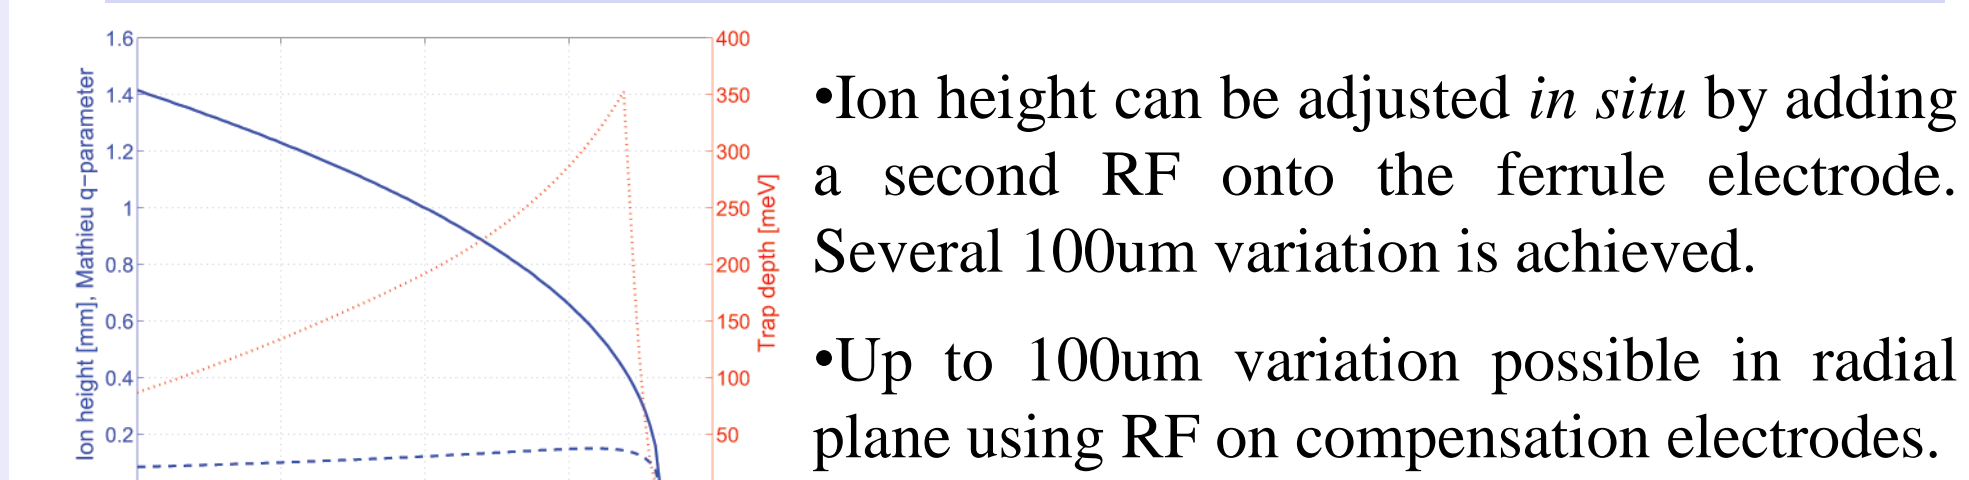 1.6
1.4
1.2
1
0.8
0.6
0.4
0.2
Ion height [mm], Mathieu q−parameter
400
350
300
250
200
150
100
50
Trap depth [meV]
•Ion height can be adjusted in situ by adding
a second RF onto the ferrule electrode.
Several 100um variation is achieved.
•Up to 100um variation possible in radial
plane using RF on compensation electrodes.